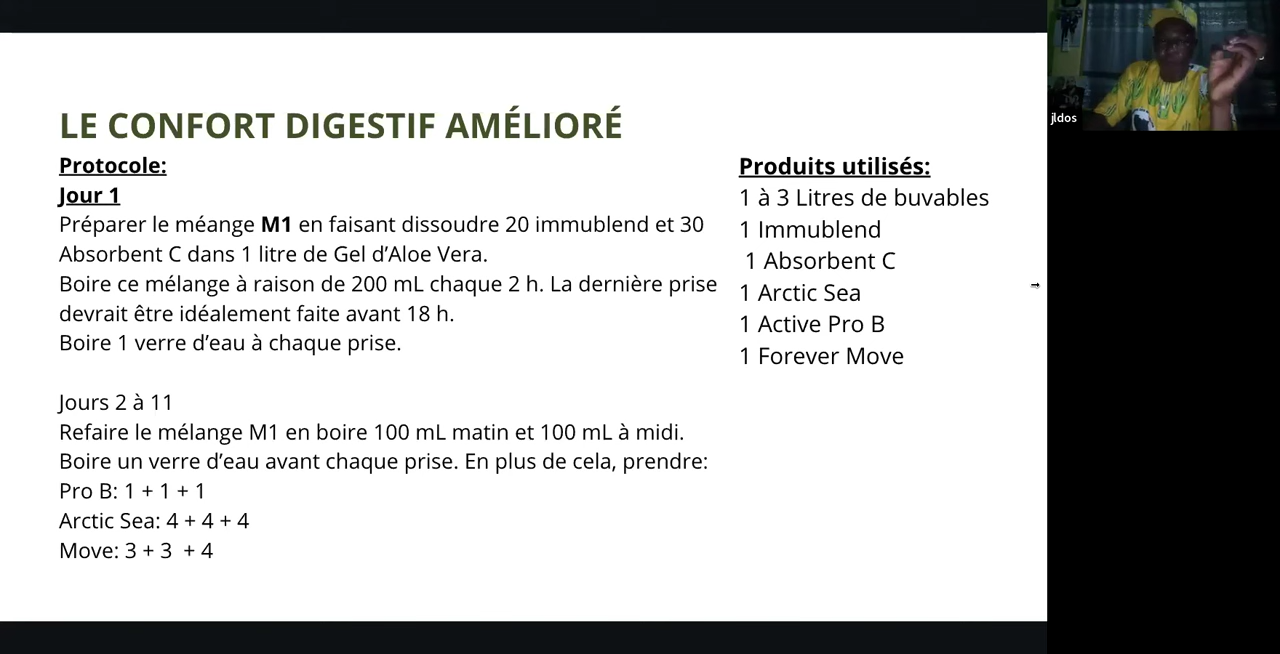 LE CONFORT DIGESTIF AMÉLIORÉ
Protocole:
Jour 1
Préparer le méange M1 en faisant dissoudre 20 immublend et 30
Absorbent C dans 1 litre de Gel d’Aloe Vera.
Boire ce mélange à raison de 200 mL chaque 2 h. La dernière prise
devrait être idéalement faite avant 18 h.
Boire 1 verre d’eau à chaque prise.
Jours 2 à 11
Refaire le mélange M1 en boire 100 mL matin et 100 mL à midi.
Boire un verre d’eau avant chaque prise. En plus de cela, prendre:
Pro B: 1 + 1 + 1
Arctic Sea: 4 + 4 + 4
Move: 3 + 3 + 4
Produits utilisés:
1 à 3 Litres de buvables
1 Immublend
1 Absorbent C
1 Arctic Sea
1 Active Pro B
1 Forever Move
jldos